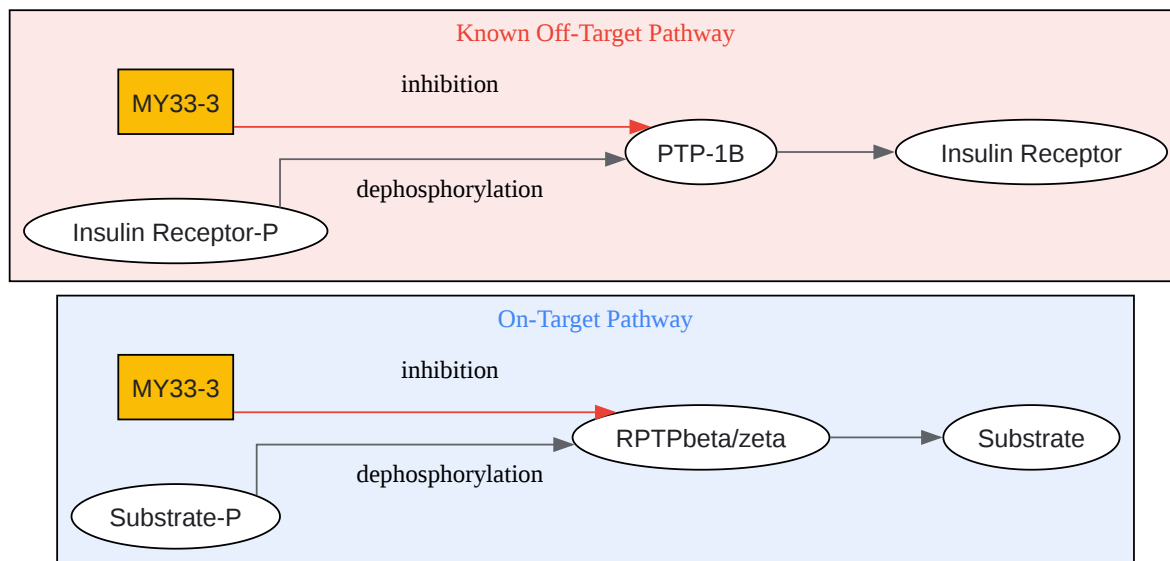 Known Off-Target Pathway
MY33-3
inhibition
PTP-1B
Insulin Receptor
dephosphorylation
Insulin Receptor-P
On-Target Pathway
MY33-3
inhibition
RPTPbeta/zeta
Substrate
dephosphorylation
Substrate-P